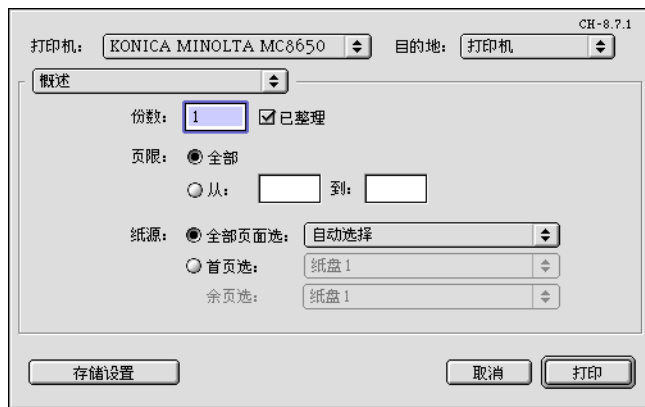 CH-8.7.1
打印机： KONICA MINOLTA MC8650 目的地： 打印机
概述
份数： 1 已整理
页限： 全部
从： 到：
纸源： 全部页面选： 自动选择
首页选： 纸盘1
余页选： 纸盘1
存储设置 取消 打印